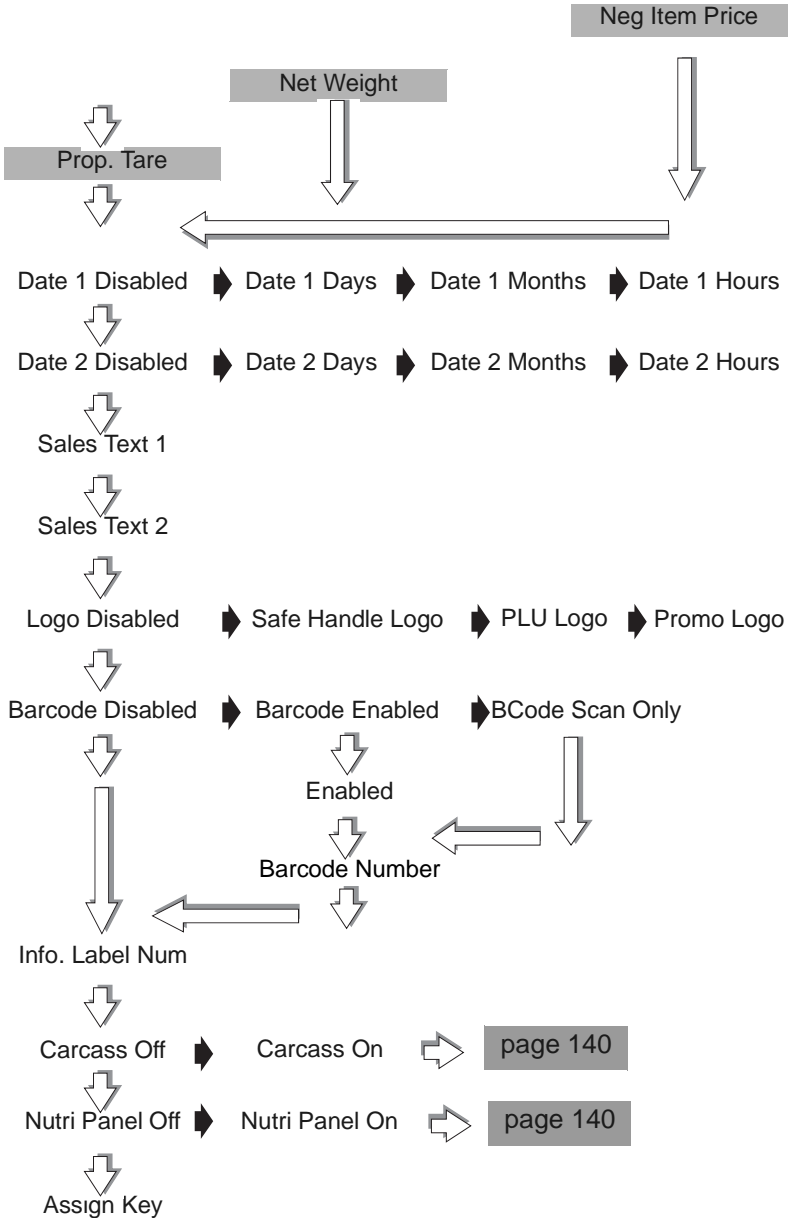 Neg Item Price
Net Weight
Prop. Tare
Date 1 Disabled Date 1 Days Date 1 Months Date 1 Hours
Date 2 Disabled Date 2 Days Date 2 Months Date 2 Hours
Sales Text 1
Sales Text 2
Logo Disabled Safe Handle Logo PLU Logo Promo Logo
Barcode Disabled Barcode Enabled BCode Scan Only
Enabled
Barcode Number
Info. Label Num
Carcass Off Carcass On page 140
Nutri Panel Off Nutri Panel On page 140
Assign Key